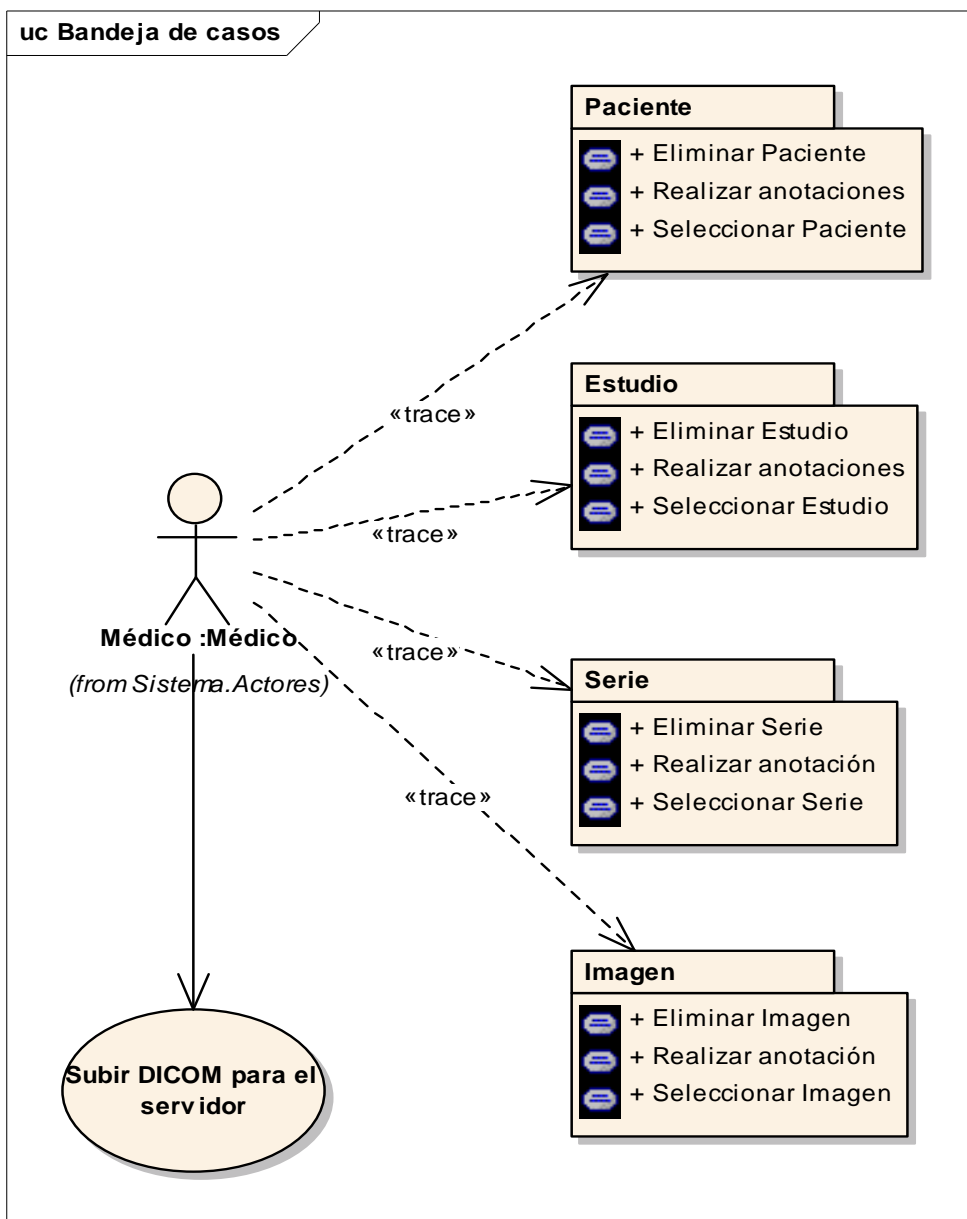 uc Bandeja de casos
Paciente
+ Eliminar Paciente
+ Realizar anotaciones
+ Seleccionar Paciente
«trace»
Estudio
+ Eliminar Estudio
+ Realizar anotaciones
+ Seleccionar Estudio
«trace»
Médico :Médico
(from Sistema.Actores)
«trace»
Serie
+ Eliminar Serie
+ Realizar anotación
+ Seleccionar Serie
«trace»
Imagen
+ Eliminar Imagen
+ Realizar anotación
+ Seleccionar Imagen
Subir DICOM para el
servidor